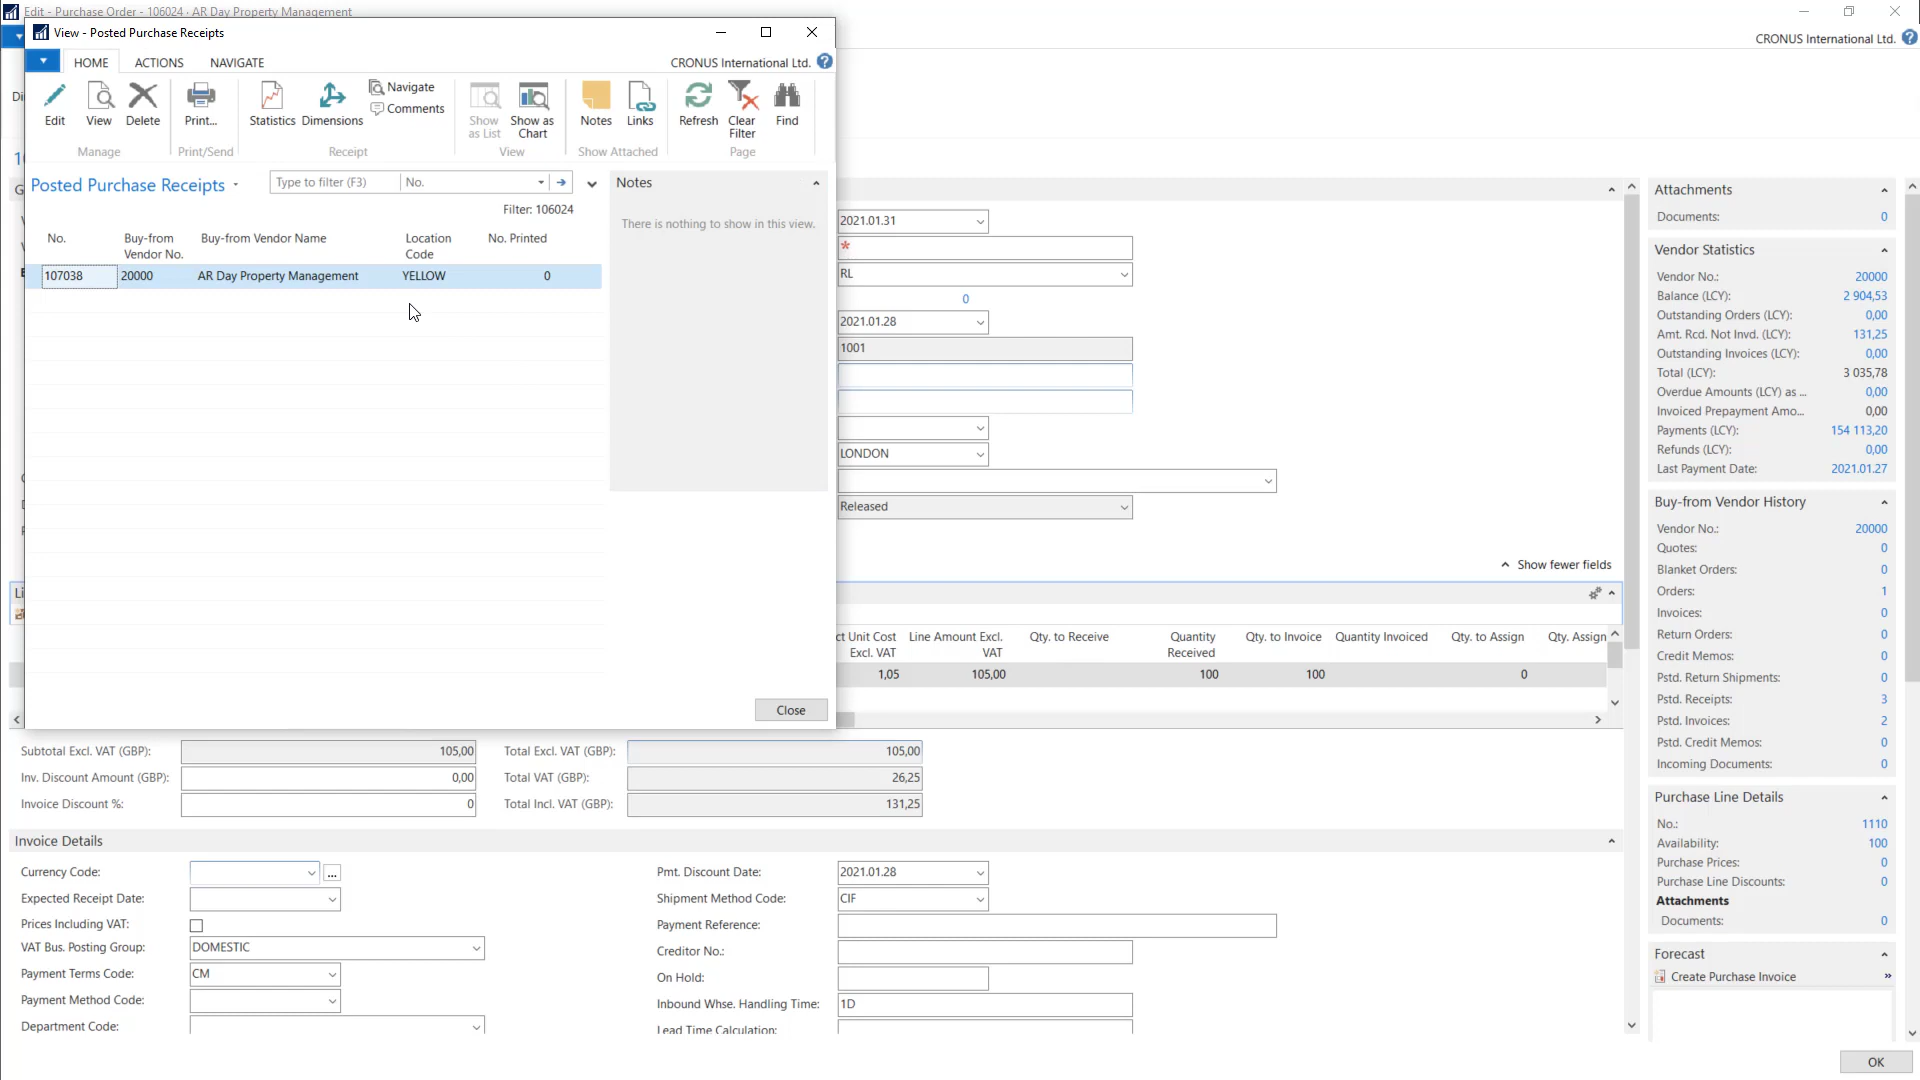 Edit - Purchase Order - 106024 · AR Day Property Management
View - Posted Purchase Receipts
CRONUS International Ltd.
HOME ACTIONS NAVIGATE CRONUS International Ltd.
Edit View Delete Print... Statistics Dimensions Navigate Comments Show as List Show as Chart Notes Links Refresh Clear Filter Find
Manage Print/Send Receipt View Show Attached Page
Posted Purchase Receipts Type to filter (F3) No.
Filter: 106024
Notes
There is nothing to show in this view.
No. Buy-from Vendor No. Buy-from Vendor Name Location Code No. Printed
107038 20000 AR Day Property Management YELLOW 0
Close
2021.01.31
*
RL
0
2021.01.28
1001
LONDON
Released
Show fewer fields
Line Amount Excl. VAT Qty. to Receive Quantity Received Qty. to Invoice Quantity Invoiced Qty. to Assign Qty. Assign
ct Unit Cost Excl. VAT
1,05 105,00 100 100 0
Subtotal Excl. VAT (GBP): 105,00 Total Excl. VAT (GBP): 105,00
Inv. Discount Amount (GBP): 0,00 Total VAT (GBP): 26,25
Invoice Discount %: 0 Total Incl. VAT (GBP): 131,25
Invoice Details
Currency Code: ... Pmt. Discount Date: 2021.01.28
Expected Receipt Date: Shipment Method Code: CIF
Prices Including VAT: Payment Reference:
VAT Bus. Posting Group: DOMESTIC Creditor No.:
Payment Terms Code: CM On Hold:
Payment Method Code: Inbound Whse. Handling Time: 1D
Department Code: Lead Time Calculation:
Attachments
Documents: 0
Vendor Statistics
Vendor No.: 20000
Balance (LCY): 2 904,53
Outstanding Orders (LCY): 0,00
Amt. Rcd. Not Invd. (LCY): 131,25
Outstanding Invoices (LCY): 0,00
Total (LCY): 3 035,78
Overdue Amounts (LCY) as ... 0,00
Invoiced Prepayment Amo... 0,00
Payments (LCY): 154 113,20
Refunds (LCY): 0,00
Last Payment Date: 2021.01.27
Buy-from Vendor History
Vendor No.: 20000
Quotes: 0
Blanket Orders: 0
Orders: 1
Invoices: 0
Return Orders: 0
Credit Memos: 0
Pstd. Return Shipments: 0
Pstd. Receipts: 3
Pstd. Invoices: 2
Pstd. Credit Memos: 0
Incoming Documents: 0
Purchase Line Details
No.: 1110
Availability: 100
Purchase Prices: 0
Purchase Line Discounts: 0
Attachments
Documents: 0
Forecast
Create Purchase Invoice »
OK